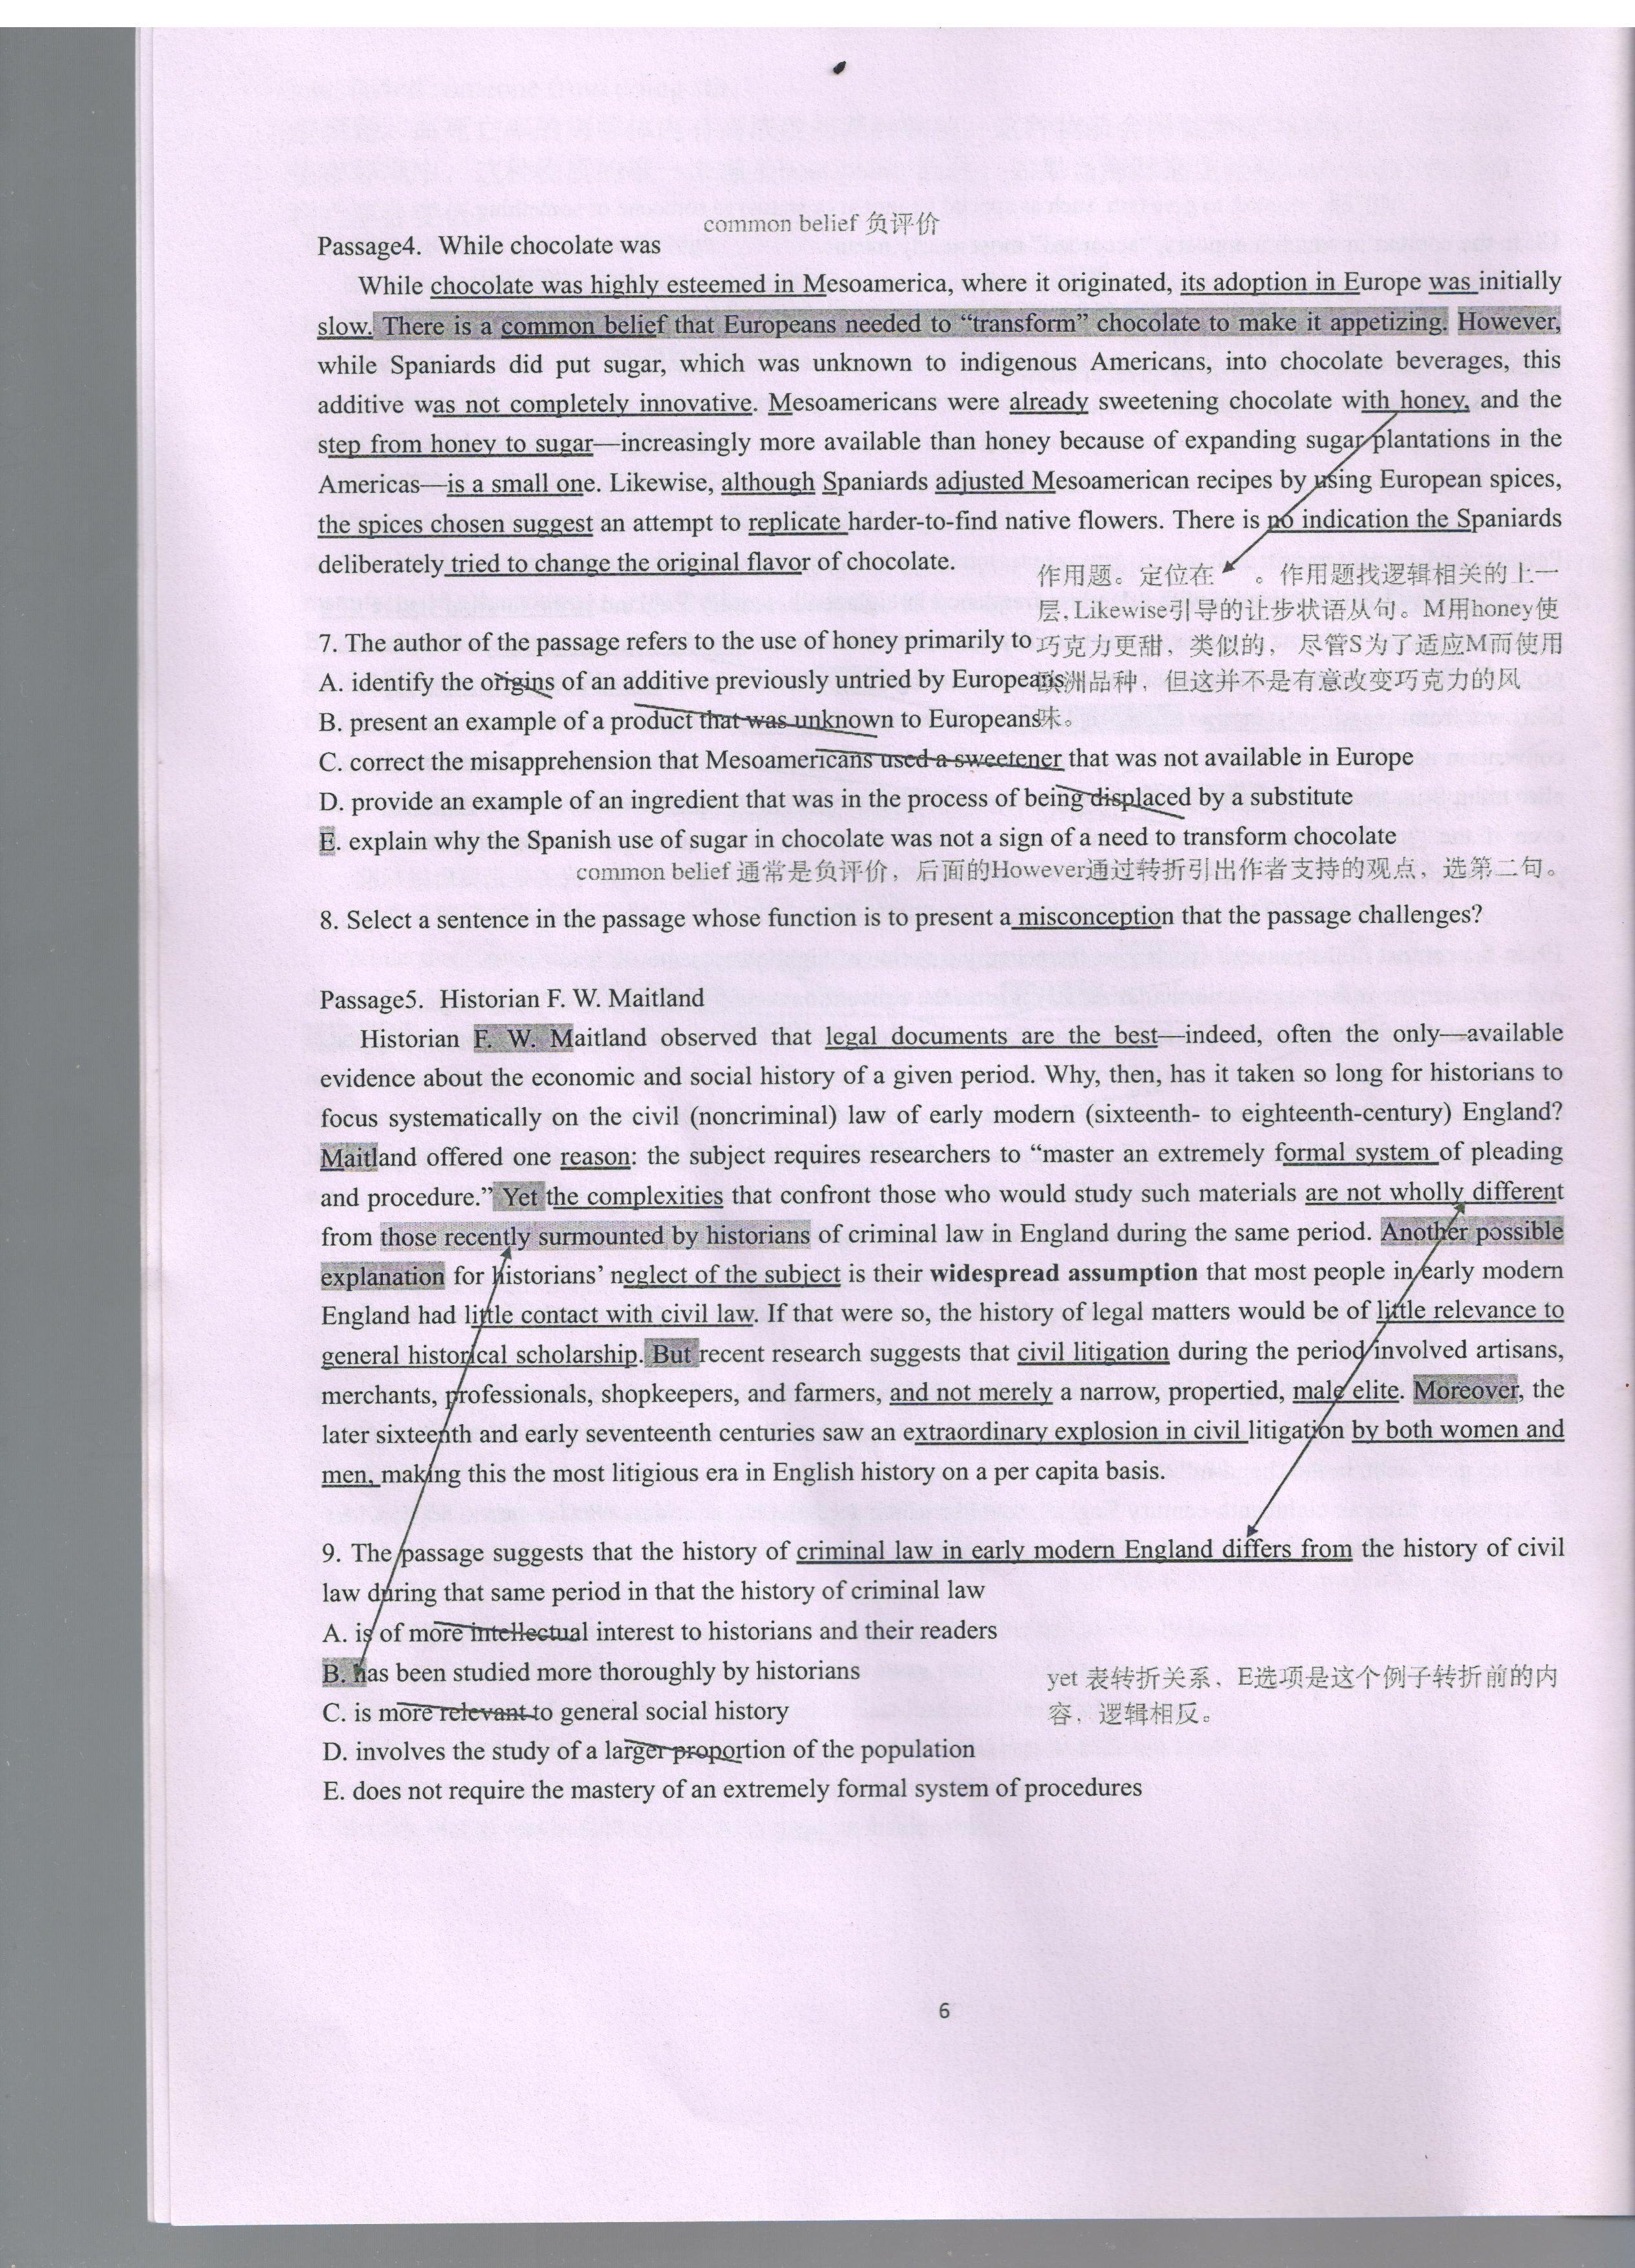 common belief 负评价
Passage4. While chocolate was
While chocolate was highly esteemed in Mesoamerica, where it originated, its adoption in Europe was initially
slow. There is a common belief that Europeans needed to “transform” chocolate to make it appetizing. However,
while Spaniards did put sugar, which was unknown to indigenous Americans, into chocolate beverages, this
additive was not completely innovative. Mesoamericans were already sweetening chocolate with honey, and the
step from honey to sugar—increasingly more available than honey because of expanding sugar plantations in the
Americas—is a small one. Likewise, although Spaniards adjusted Mesoamerican recipes by using European spices,
the spices chosen suggest an attempt to replicate harder-to-find native flowers. There is no indication the Spaniards
deliberately tried to change the original flavor of chocolate.
作用题。定位在 。作用题找逻辑相关的上一
层, Likewise引导的让步状语从句。M用honey使
7. The author of the passage refers to the use of honey primarily to
巧克力更甜，类似的， 尽管S为了适应M而使用
A. identify the origins of an additive previously untried by Europeans
欧洲品种，但这并不是有意改变巧克力的风
B. present an example of a product that was unknown to Europeans
味。
C. correct the misapprehension that Mesoamericans used a sweetener that was not available in Europe
D. provide an example of an ingredient that was in the process of being displaced by a substitute
E. explain why the Spanish use of sugar in chocolate was not a sign of a need to transform chocolate
common belief 通常是负评价，后面的However通过转折引出作者支持的观点，选第二句。
8. Select a sentence in the passage whose function is to present a misconception that the passage challenges?
Passage5. Historian F. W. Maitland
Historian F. W. Maitland observed that legal documents are the best—indeed, often the only—available
evidence about the economic and social history of a given period. Why, then, has it taken so long for historians to
focus systematically on the civil (noncriminal) law of early modern (sixteenth- to eighteenth-century) England?
Maitland offered one reason: the subject requires researchers to “master an extremely formal system of pleading
and procedure.” Yet the complexities that confront those who would study such materials are not wholly different
from those recently surmounted by historians of criminal law in England during the same period. Another possible
explanation for historians’ neglect of the subject is their widespread assumption that most people in early modern
England had little contact with civil law. If that were so, the history of legal matters would be of little relevance to
general historical scholarship. But recent research suggests that civil litigation during the period involved artisans,
merchants, professionals, shopkeepers, and farmers, and not merely a narrow, propertied, male elite. Moreover, the
later sixteenth and early seventeenth centuries saw an extraordinary explosion in civil litigation by both women and
men, making this the most litigious era in English history on a per capita basis.
9. The passage suggests that the history of criminal law in early modern England differs from the history of civil
law during that same period in that the history of criminal law
A. is of more intellectual interest to historians and their readers
B. has been studied more thoroughly by historians
yet 表转折关系，E选项是这个例子转折前的内
C. is more relevant to general social history
容，逻辑相反。
D. involves the study of a larger proportion of the population
E. does not require the mastery of an extremely formal system of procedures
6